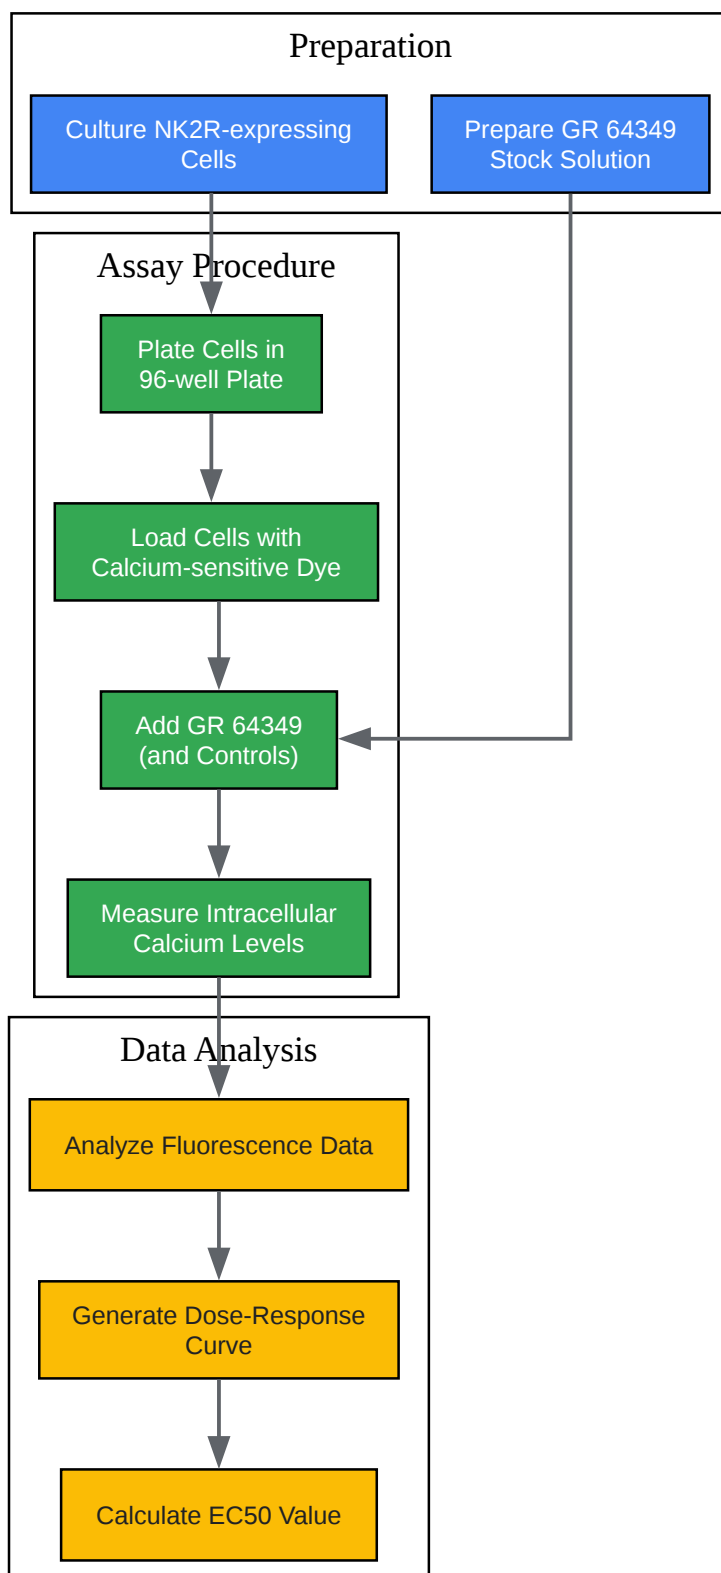 Preparation
Culture NK2R-expressing
Cells
Prepare GR 64349
Stock Solution
Assay Procedure
Plate Cells in
96-well Plate
Load Cells with
Calcium-sensitive Dye
Add GR 64349
(and Controls)
Measure Intracellular
Calcium Levels
Data Analysis
Analyze Fluorescence Data
Generate Dose-Response
Curve
Calculate EC50 Value